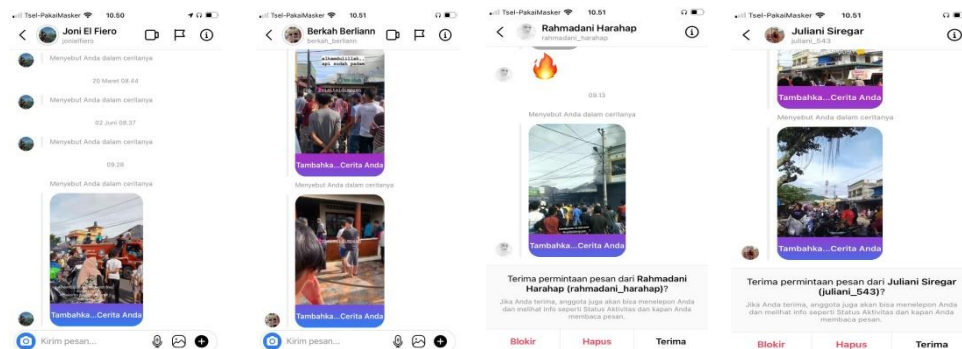 Tsel-PakaiMasker 10.50
Joni El Fiero
jonielfiero
Menyebut Anda dalam ceritanya
20 Maret 08.44
Menyebut Anda dalam ceritanya
02 Juni 08.37
Menyebut Anda dalam ceritanya
09.28
Menyebut Anda dalam ceritanya
Tambahka...Cerita Anda
Kirim pesan...
Tsel-PakaiMasker 10.51
Berkah Berliann
berkah_berliann
alhamdulillah..
api sudah padam
Tambahka...Cerita Anda
Menyebut Anda dalam ceritanya
Tambahka...Cerita Anda
Kirim pesan...
Tsel-PakaiMasker 10.51
Rahmadani Harahap
rahmadani_harahap
09.13
Menyebut Anda dalam ceritanya
Tambahka...Cerita Anda
Terima permintaan pesan dari Rahmadani
Harahap (rahmadani_harahap)?
Jika Anda terima, anggota juga akan bisa menelepon Anda
dan melihat info seperti Status Aktivitas dan kapan Anda
membaca pesan.
Blokir Hapus Terima
Tsel-PakaiMasker 10.51
Juliani Siregar
juliani_543
Tambahka...Cerita Anda
Menyebut Anda dalam ceritanya
Tambahka...Cerita Anda
Terima permintaan pesan dari Juliani Siregar
(juliani_543)?
Jika Anda terima, anggota juga akan bisa menelepon Anda
dan melihat info seperti Status Aktivitas dan kapan Anda
membaca pesan.
Blokir Hapus Terima